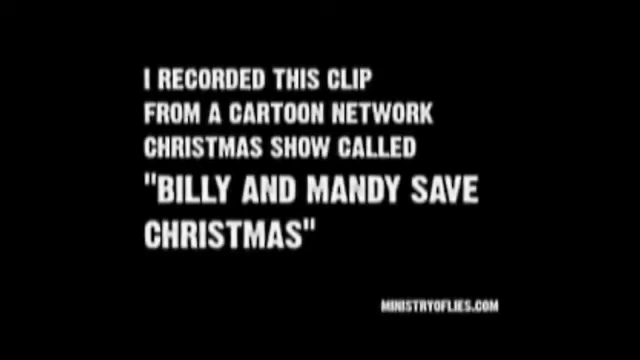 I RECORDED THIS CLIP
FROM A CARTOON NETWORK
CHRISTMAS SHOW CALLED
"BILLY AND MANDY SAVE
CHRISTMAS"
MINISTRYOFLIES.COM